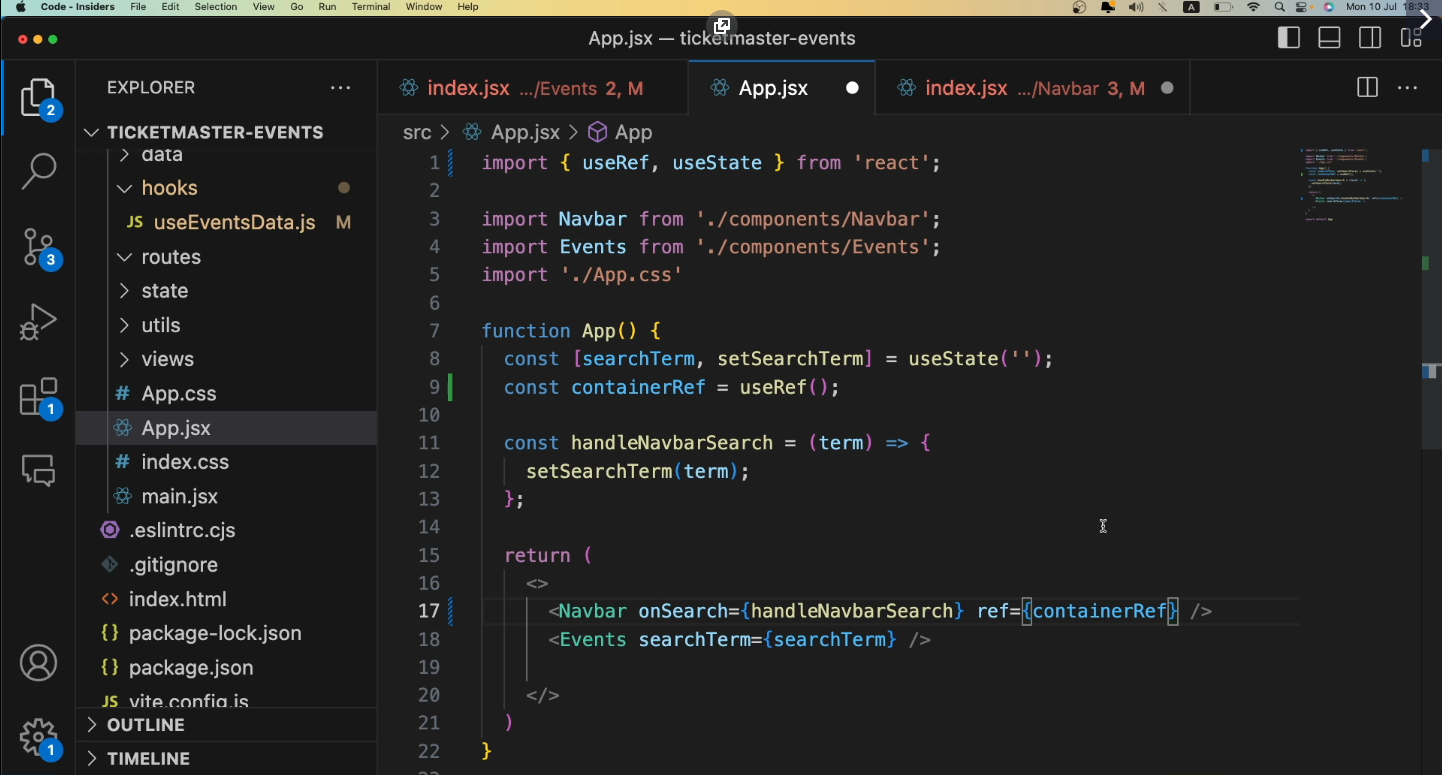 Code - Insiders File Edit Selection View Go Run Terminal Window Help A Mon 10 Jul 18:33
App.jsx — ticketmaster-events
EXPLORER
index.jsx .../Events 2, M App.jsx index.jsx .../Navbar 3, M
TICKETMASTER-EVENTS
data
hooks
JS useEventsData.js M
routes
state
utils
views
# App.css
App.jsx
# index.css
main.jsx
.eslintrc.cjs
.gitignore
<> index.html
{} package-lock.json
{} package.json
JS vite.config.js
OUTLINE
TIMELINE
2
3
1
1
src > App.jsx > App
1 import { useRef, useState } from 'react';
2
3 import Navbar from './components/Navbar';
4 import Events from './components/Events';
5 import './App.css'
6
7 function App() {
8 const [searchTerm, setSearchTerm] = useState('');
9 const containerRef = useRef();
10
11 const handleNavbarSearch = (term) => {
12 setSearchTerm(term);
13 };
14
15 return (
16 <>
17 <Navbar onSearch={handleNavbarSearch} ref={containerRef} />
18 <Events searchTerm={searchTerm} />
19
20 </>
21 )
22 }